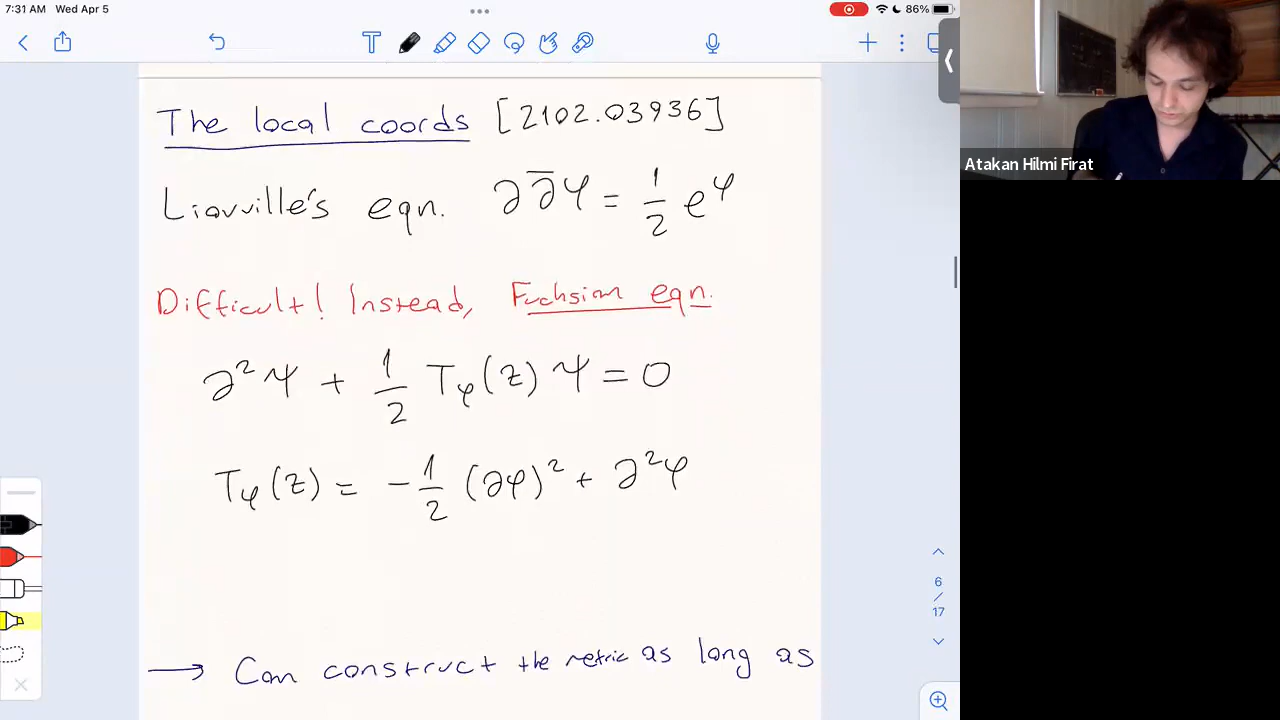 7:31 AM Wed Apr 5
86%
The local coords [2102.03936]
Liouville's eqn. ∂∂̄φ = 1/2 e^φ
Difficult! Instead, Fuchsian eqn.
∂²ψ + 1/2 T_φ(z) ψ = 0
T_φ(z) = -1/2 (∂φ)² + ∂²φ
→ Can construct the metric as long as
6
/
17
Atakan Hilmi Firat